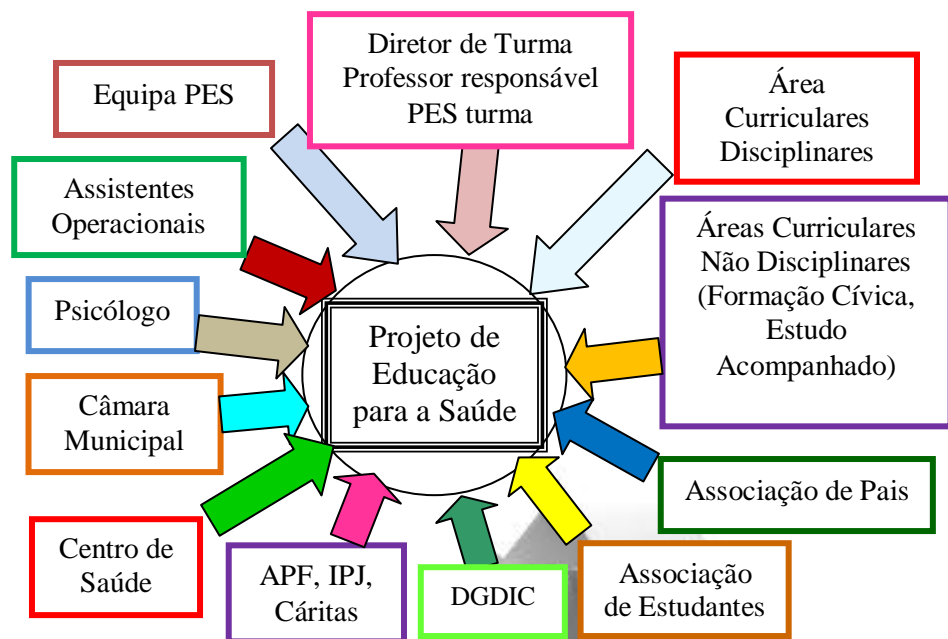 Diretor de Turma
Professor responsável
PES turma
Equipa PES
Área
Curriculares
Disciplinares
Assistentes
Operacionais
Áreas Curriculares
Não Disciplinares
(Formação Cívica,
Estudo
Acompanhado)
Psicólogo
Projeto de
Educação
para a Saúde
Câmara
Municipal
Associação de Pais
Centro de
Saúde
APF, IPJ,
Cáritas
DGDIC
Associação
de Estudantes